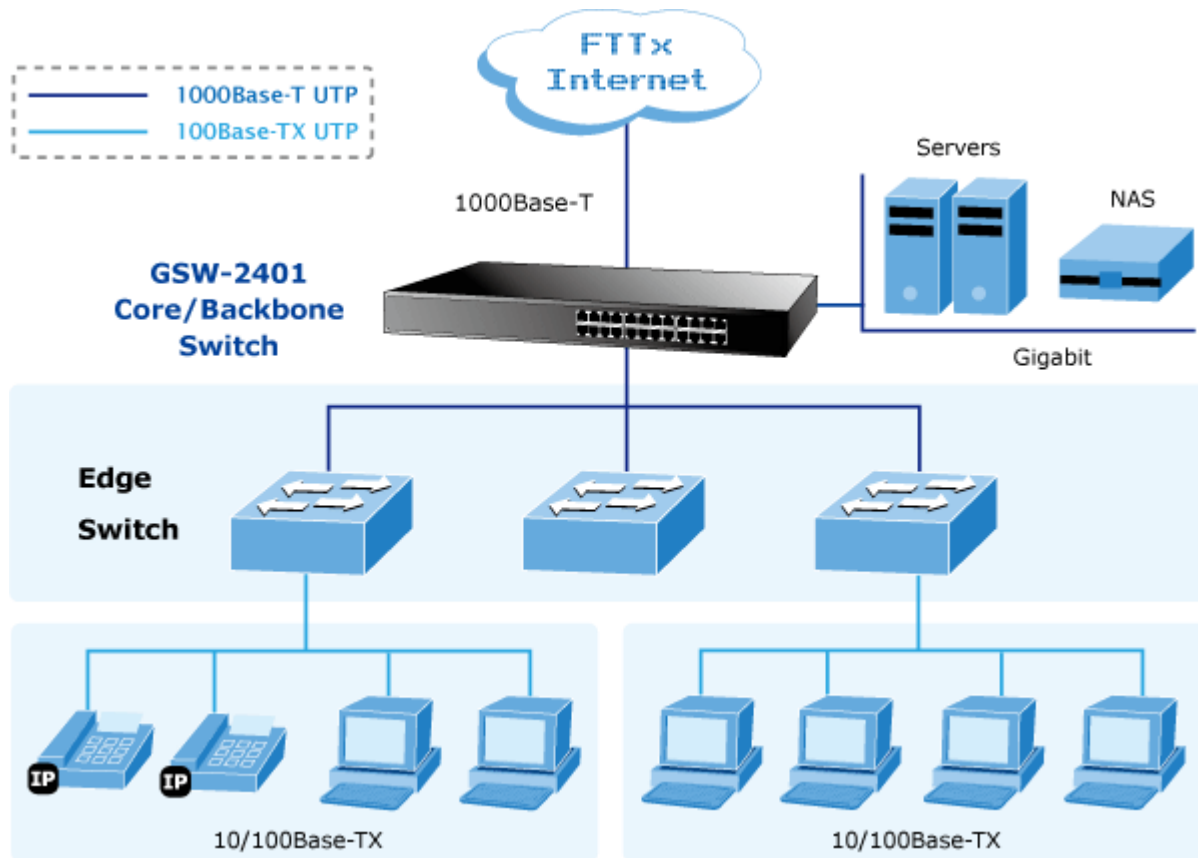 FTTx
Internet
1000Base-T UTP
100Base-TX UTP
Servers
NAS
1000Base-T
GSW-2401
Core/Backbone
Switch
Gigabit
Edge
Switch
IP
IP
10/100Base-TX
10/100Base-TX